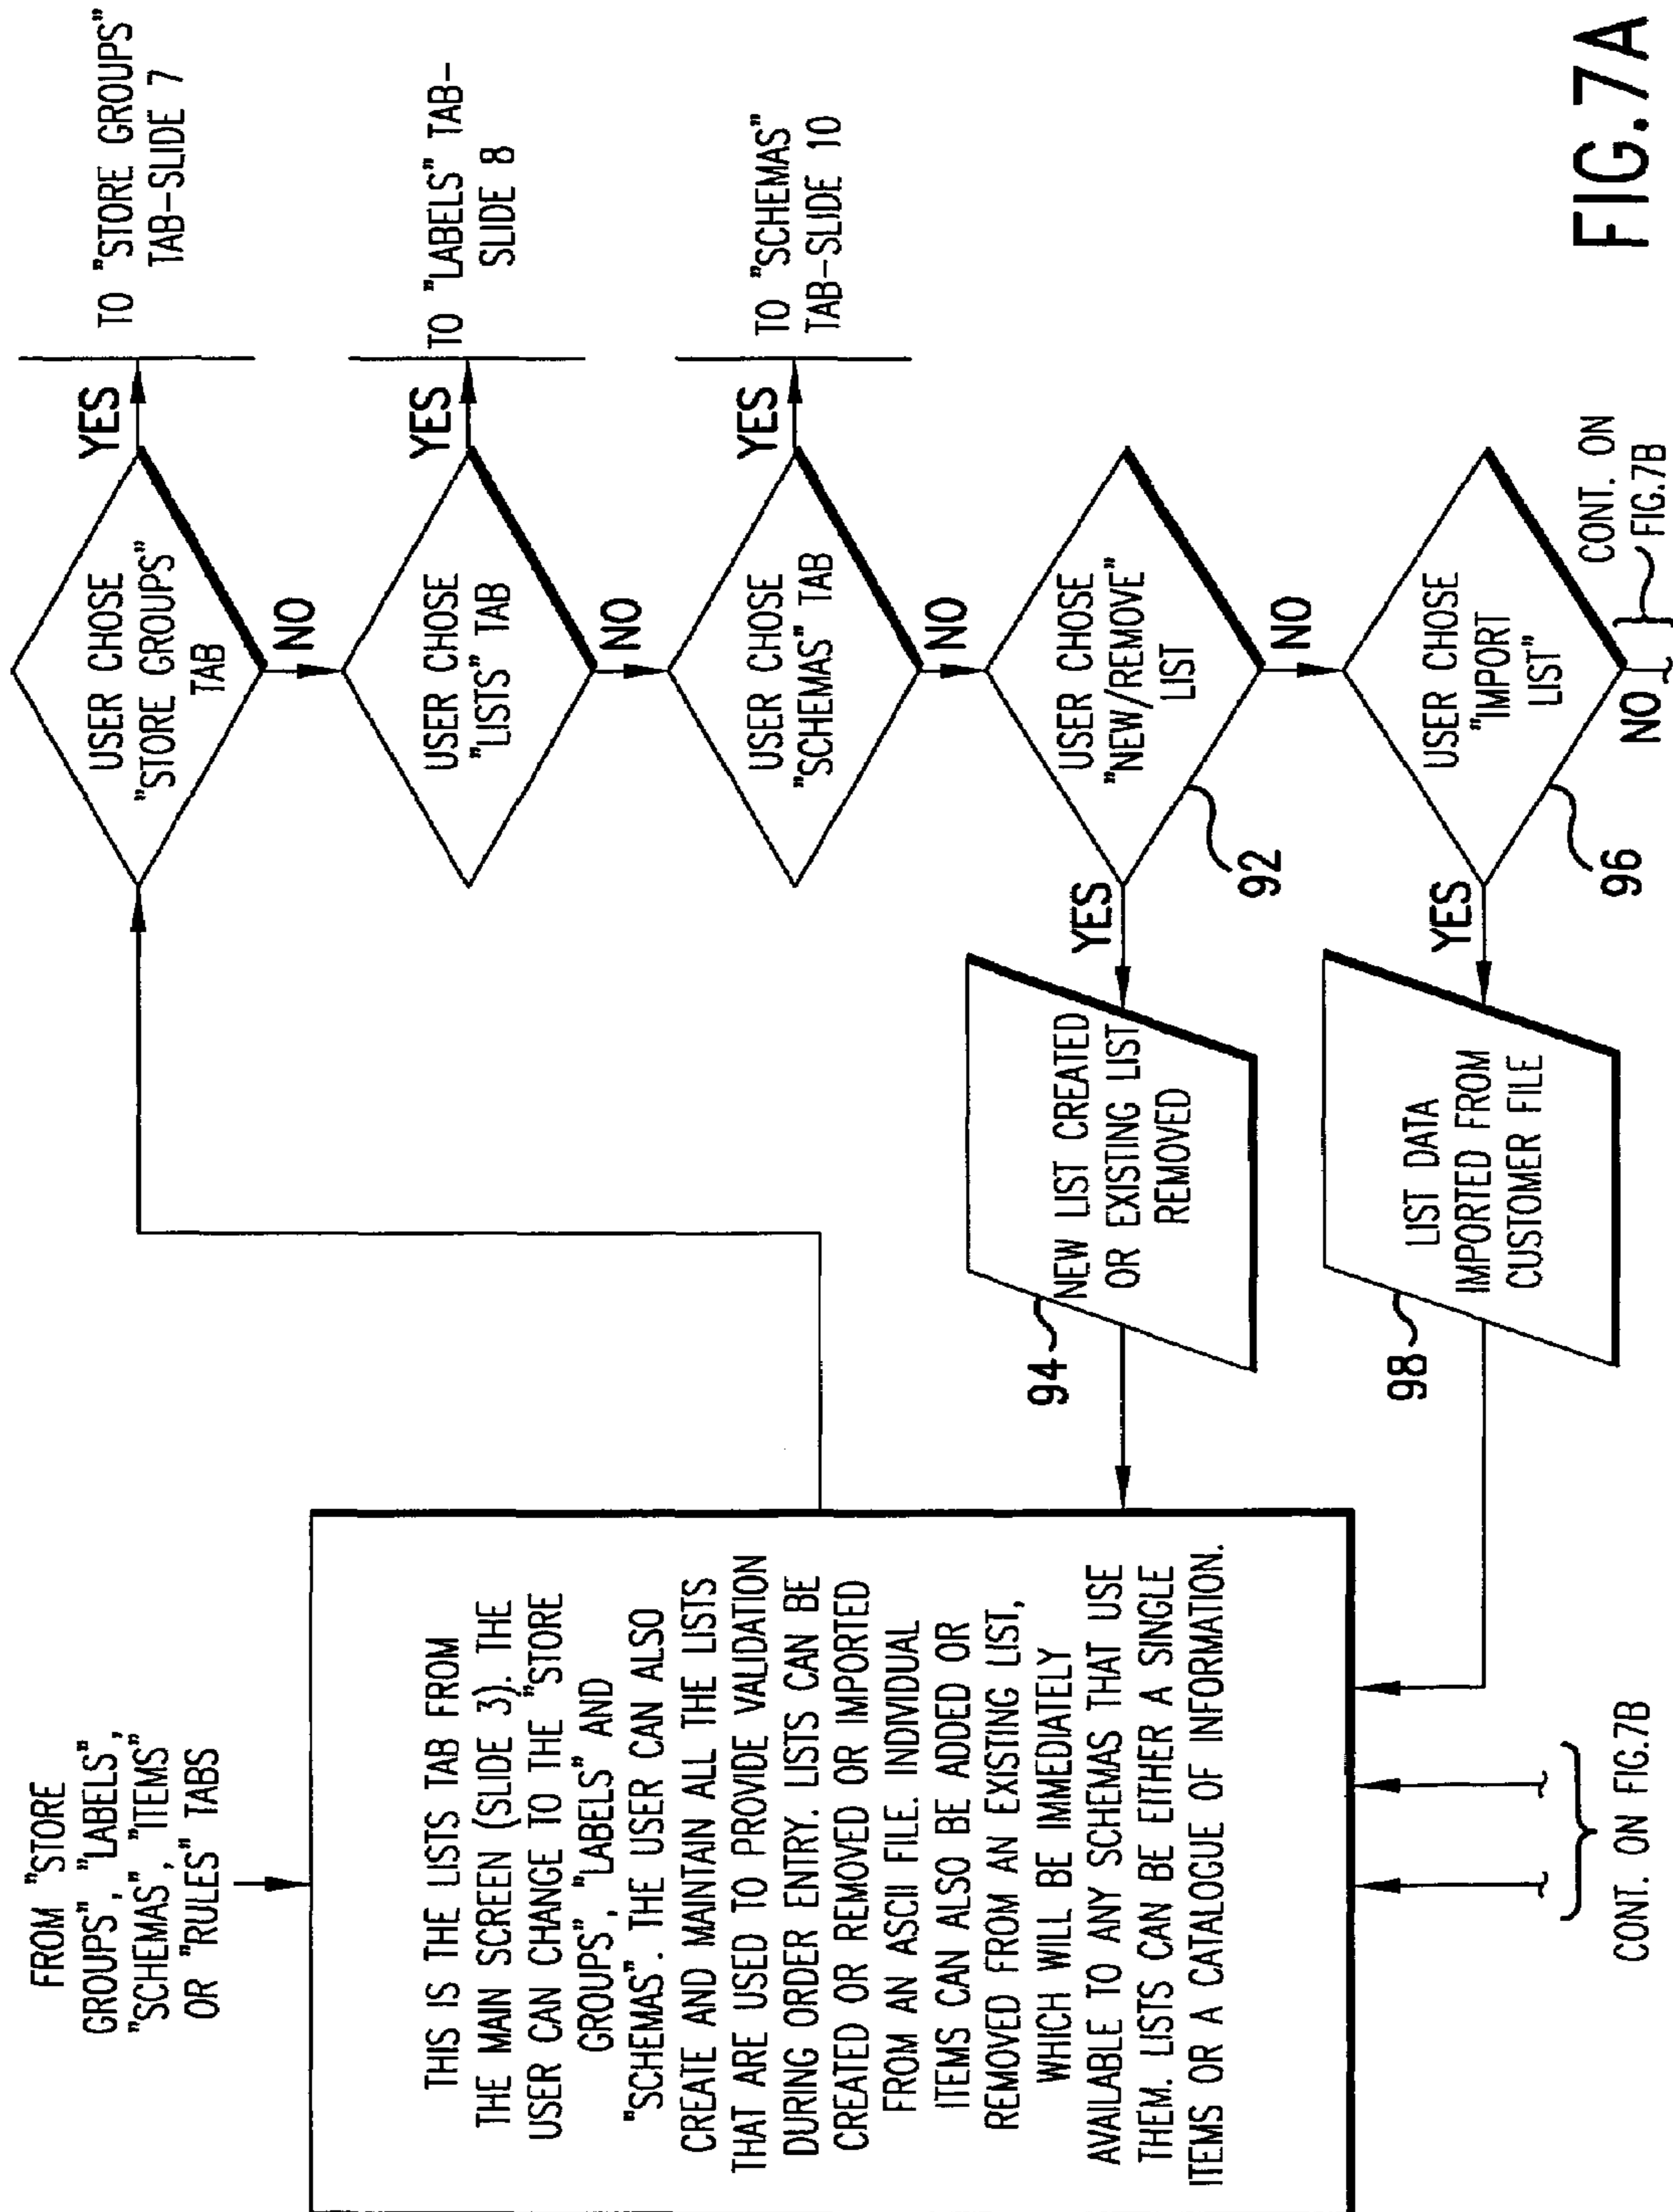 FROM "STORE
GROUPS", "LABELS",
"SCHEMAS", "ITEMS"
OR "RULES" TABS
THIS IS THE LISTS TAB FROM
THE MAIN SCREEN (SLIDE 3). THE
USER CAN CHANGE TO THE "STORE
GROUPS", "LABELS" AND
"SCHEMAS". THE USER CAN ALSO
CREATE AND MAINTAIN ALL THE LISTS
THAT ARE USED TO PROVIDE VALIDATION
DURING ORDER ENTRY. LISTS CAN BE
CREATED OR REMOVED OR IMPORTED
FROM AN ASCII FILE. INDIVIDUAL
ITEMS CAN ALSO BE ADDED OR
REMOVED FROM AN EXISTING LIST,
WHICH WILL BE IMMEDIATELY
AVAILABLE TO ANY SCHEMAS THAT USE
THEM. LISTS CAN BE EITHER A SINGLE
ITEMS OR A CATALOGUE OF INFORMATION.
CONT. ON FIG.7B
USER CHOSE
"STORE GROUPS"
TAB
YES
TO "STORE GROUPS"
TAB-SLIDE 7
NO
USER CHOSE
"LISTS" TAB
YES
TO "LABELS" TAB-
SLIDE 8
NO
USER CHOSE
"SCHEMAS" TAB
YES
TO "SCHEMAS"
TAB-SLIDE 10
NO
USER CHOSE
"NEW/REMOVE"
LIST
92
YES
NEW LIST CREATED
OR EXISTING LIST
REMOVED
94
NO
USER CHOSE
"IMPORT
LIST"
96
YES
LIST DATA
IMPORTED FROM
CUSTOMER FILE
98
NO
CONT. ON
FIG.7B
FIG.7A